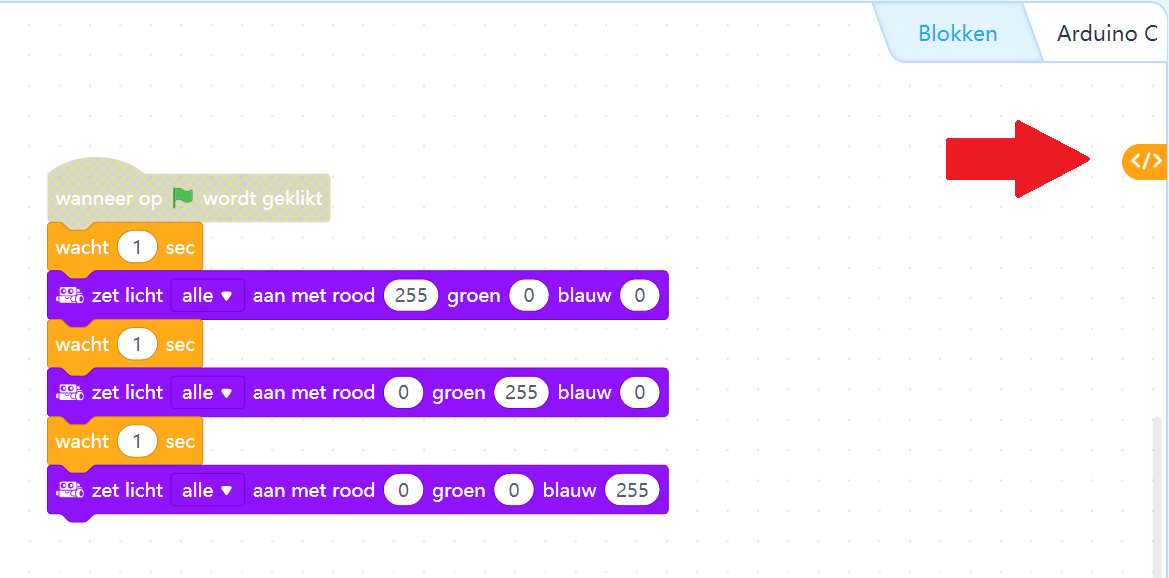 Blokken Arduino C
</>
wanneer op wordt geklikt
wacht 1 sec
zet licht alle ▼ aan met rood 255 groen 0 blauw 0
wacht 1 sec
zet licht alle ▼ aan met rood 0 groen 255 blauw 0
wacht 1 sec
zet licht alle ▼ aan met rood 0 groen 0 blauw 255